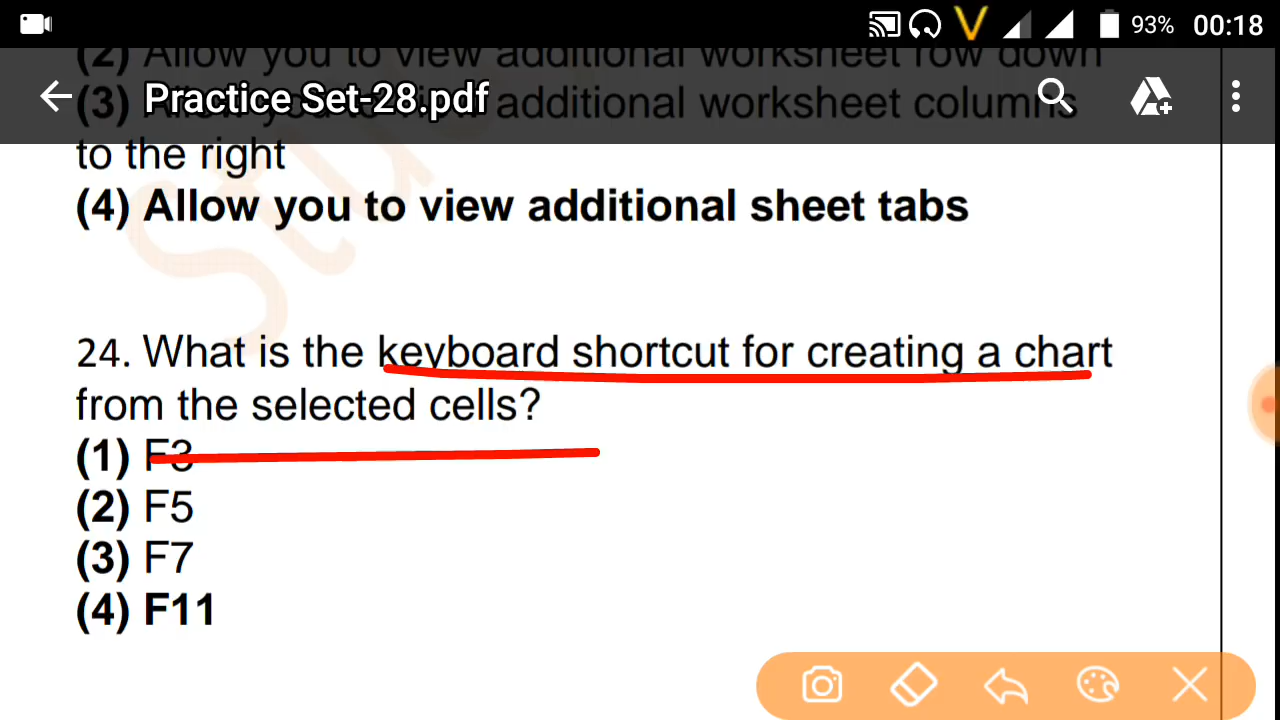 93% 00:18
(2) Allow you to view additional worksheet row down
Practice Set-28.pdf
(3) additional worksheet columns
to the right
(4) Allow you to view additional sheet tabs
24. What is the keyboard shortcut for creating a chart
from the selected cells?
(1) F3
(2) F5
(3) F7
(4) F11